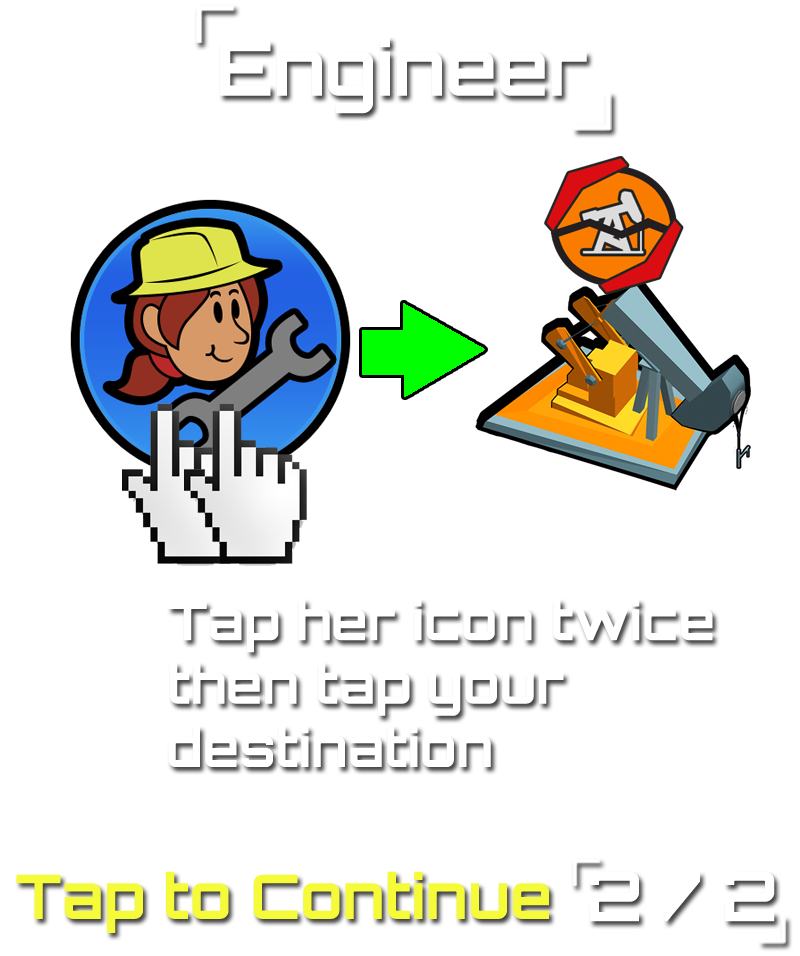 Engineer
Tap her icon twice
then tap your
destination
Tap to Continue 2 / 2